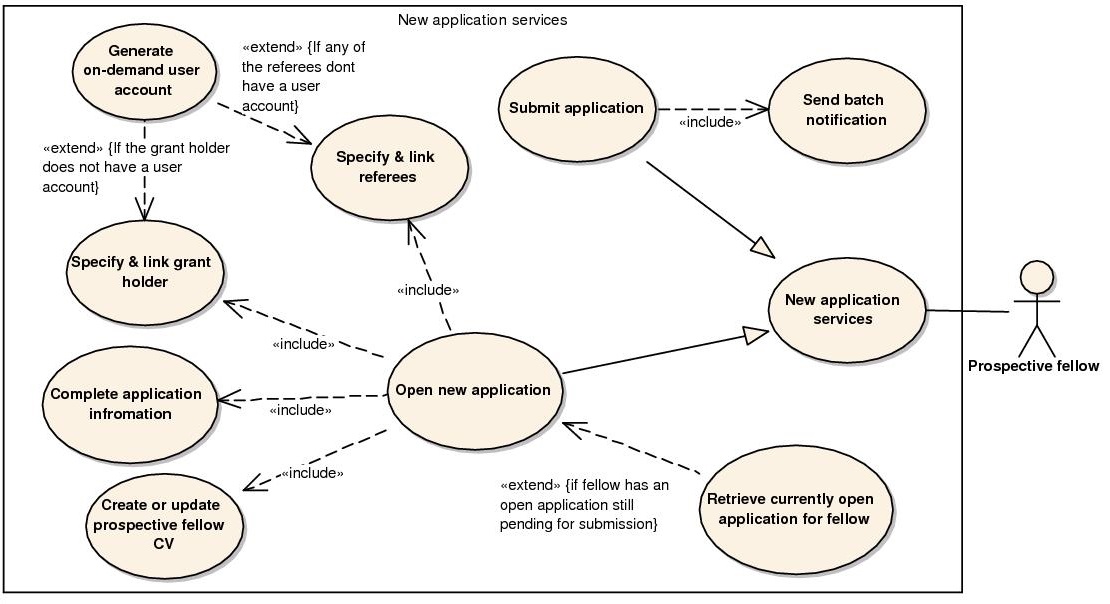 New application services
Generate
on-demand user
account
«extend» {If any of
the referees dont
have a user
account}
Submit application
«include»
Send batch
notification
«extend» {If the grant holder
does not have a user
account}
Specify & link
referees
Specify & link grant
holder
«include»
«include»
New application
services
Prospective fellow
Complete application
infromation
«include»
Open new application
«include»
Create or update
prospective fellow
CV
«extend» {if fellow has an
open application still
pending for submission}
Retrieve currently open
application for fellow